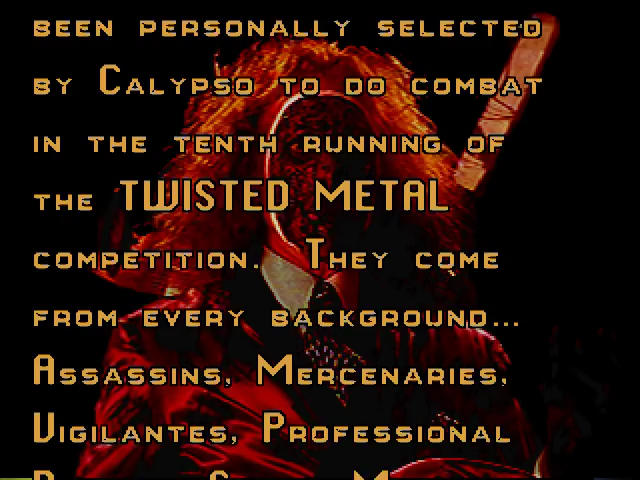 BEEN PERSONALLY SELECTED
BY CALYPSO TO DO COMBAT
IN THE TENTH RUNNING OF
THE TWISTED METAL
COMPETITION. THEY COME
FROM EVERY BACKGROUND...
ASSASSINS, MERCENARIES,
VIGILANTES, PROFESSIONAL